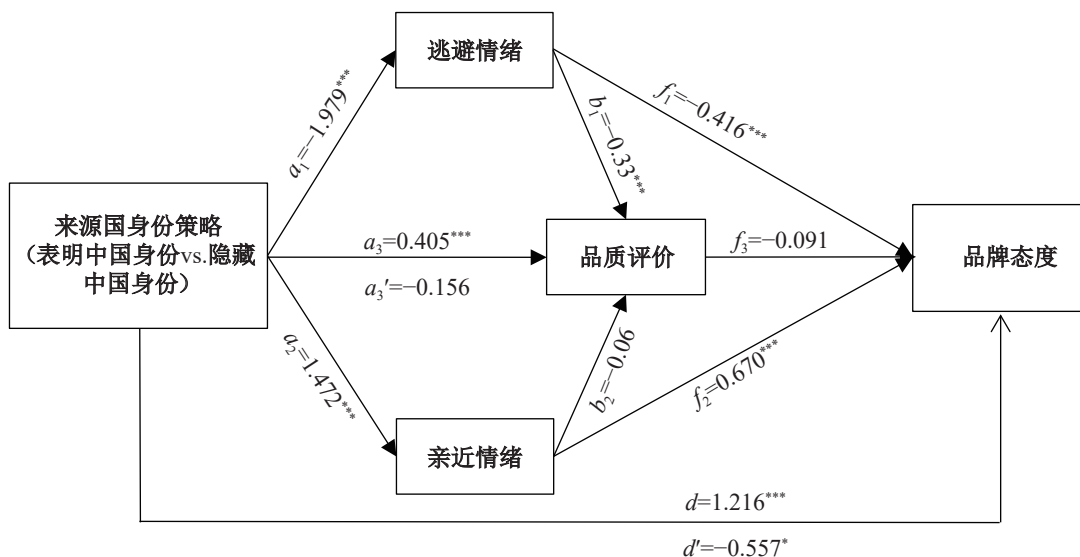 逃避情绪
a₁=−1.979***
b₁=−0.33***
f₁=−0.416***
来源国身份策略
（表明中国身份vs.隐藏
中国身份）
a₃=0.405***
a₃′=−0.156
品质评价
f₃=−0.091
品牌态度
a₂=1.472***
b₂=−0.06
f₂=0.670***
亲近情绪
d=1.216***
d′=−0.557*